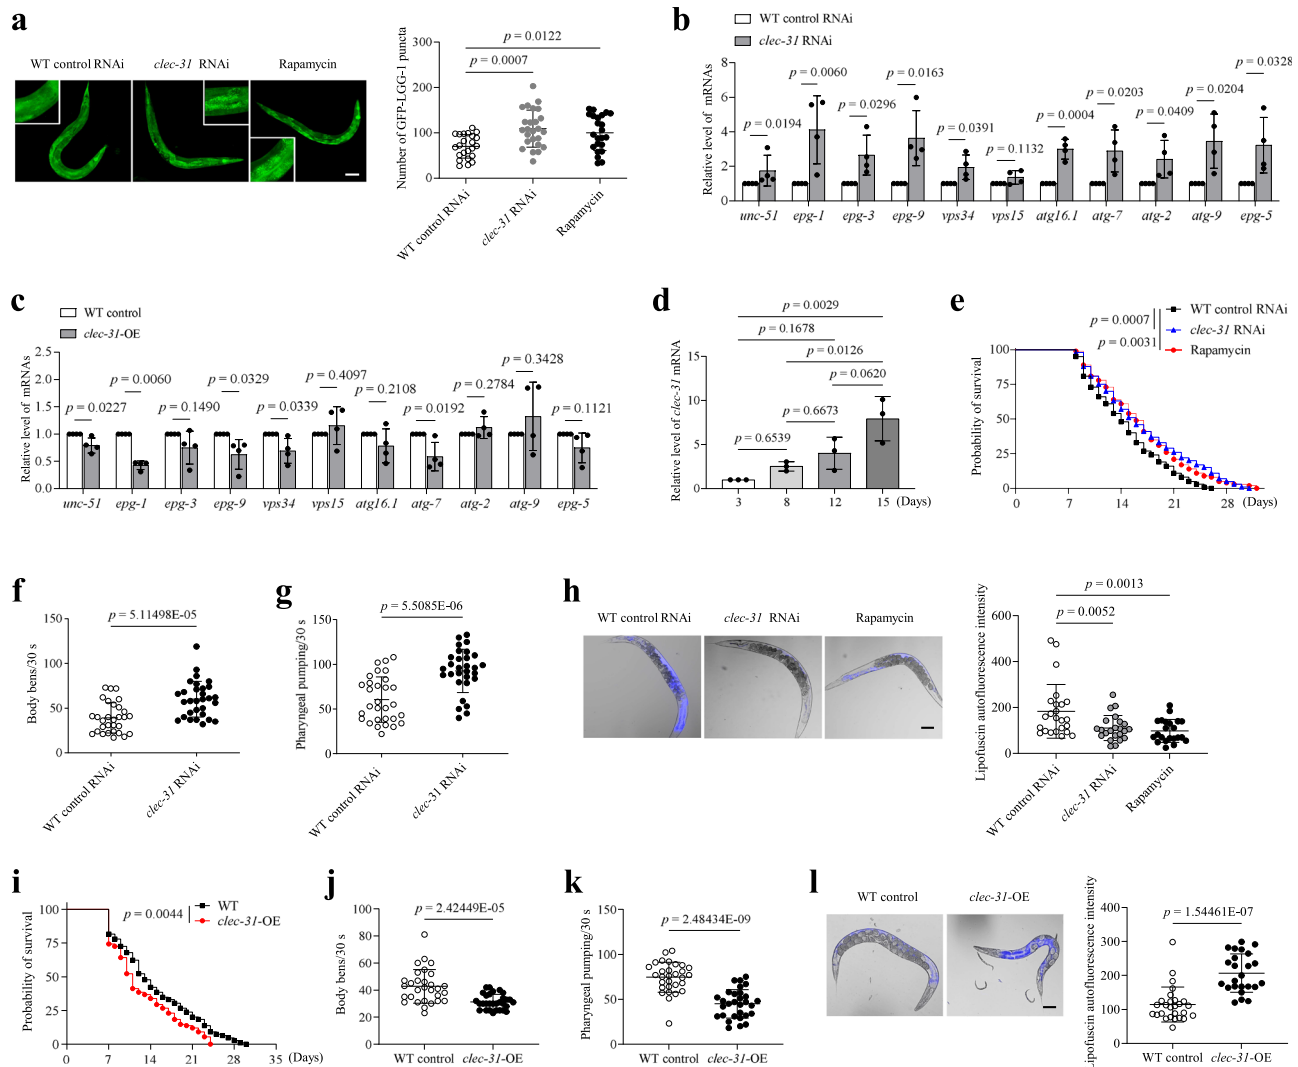 a
WT control RNAi
clec-31 RNAi
Rapamycin
Number of GFP-LGG-1 puncta
300
200
100
0
p = 0.0122
p = 0.0007
WT control RNAi
clec-31 RNAi
Rapamycin
b
WT control RNAi
clec-31 RNAi
Relative level of mRNAs
8
6
4
2
0
p = 0.0194
p = 0.0060
p = 0.0296
p = 0.0163
p = 0.0391
p = 0.1132
p = 0.0004
p = 0.0203
p = 0.0409
p = 0.0204
p = 0.0328
unc-51 epg-1 epg-3 epg-9 vps34 vps15 atg16.1 atg-7 atg-2 atg-9 epg-5
c
WT control
clec-31-OE
Relative level of mRNAs
2.5
2.0
1.5
1.0
0.5
0.0
p = 0.0227
p = 0.0060
p = 0.1490
p = 0.0329
p = 0.0339
p = 0.4097
p = 0.2108
p = 0.0192
p = 0.2784
p = 0.3428
p = 0.1121
unc-51 epg-1 epg-3 epg-9 vps34 vps15 atg16.1 atg-7 atg-2 atg-9 epg-5
d
Relative level of clec-31 mRNA
15
10
5
0
p = 0.0029
p = 0.1678
p = 0.0126
p = 0.0620
p = 0.6673
p = 0.6539
3 8 12 15 (Days)
e
p = 0.0007
p = 0.0031
WT control RNAi
clec-31 RNAi
Rapamycin
Probability of survival
100
75
50
25
0
0 7 14 21 28 (Days)
f
p = 5.11498E-05
Body bens/30 s
150
100
50
0
WT control RNAi
clec-31 RNAi
g
p = 5.5085E-06
Pharyngeal pumping/30 s
150
100
50
0
WT control RNAi
clec-31 RNAi
h
WT control RNAi
clec-31 RNAi
Rapamycin
Lipofuscin autofluorescence intensity
600
400
200
0
p = 0.0013
p = 0.0052
WT control RNAi
clec-31 RNAi
Rapamycin
i
p = 0.0044
WT
clec-31-OE
Probability of survival
100
75
50
25
0
0 7 14 21 28 35 (Days)
j
p = 2.42449E-05
Body bens/30 s
100
80
60
40
20
0
WT control clec-31-OE
k
p = 2.48434E-09
Pharyngeal pumping/30 s
150
100
50
0
WT control clec-31-OE
l
WT control
clec-31-OE
Lipofuscin autofluorescence intensity
400
300
200
100
0
p = 1.54461E-07
WT control clec-31-OE